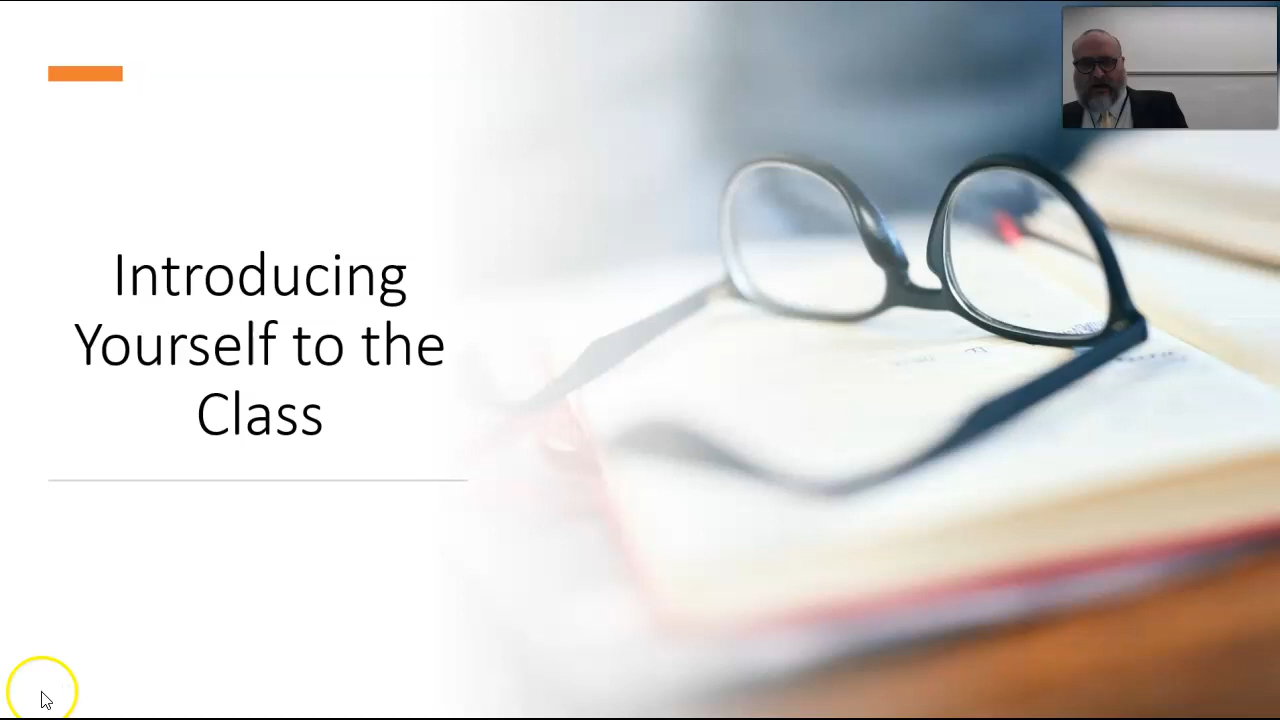 Introducing
Yourself to the
Class